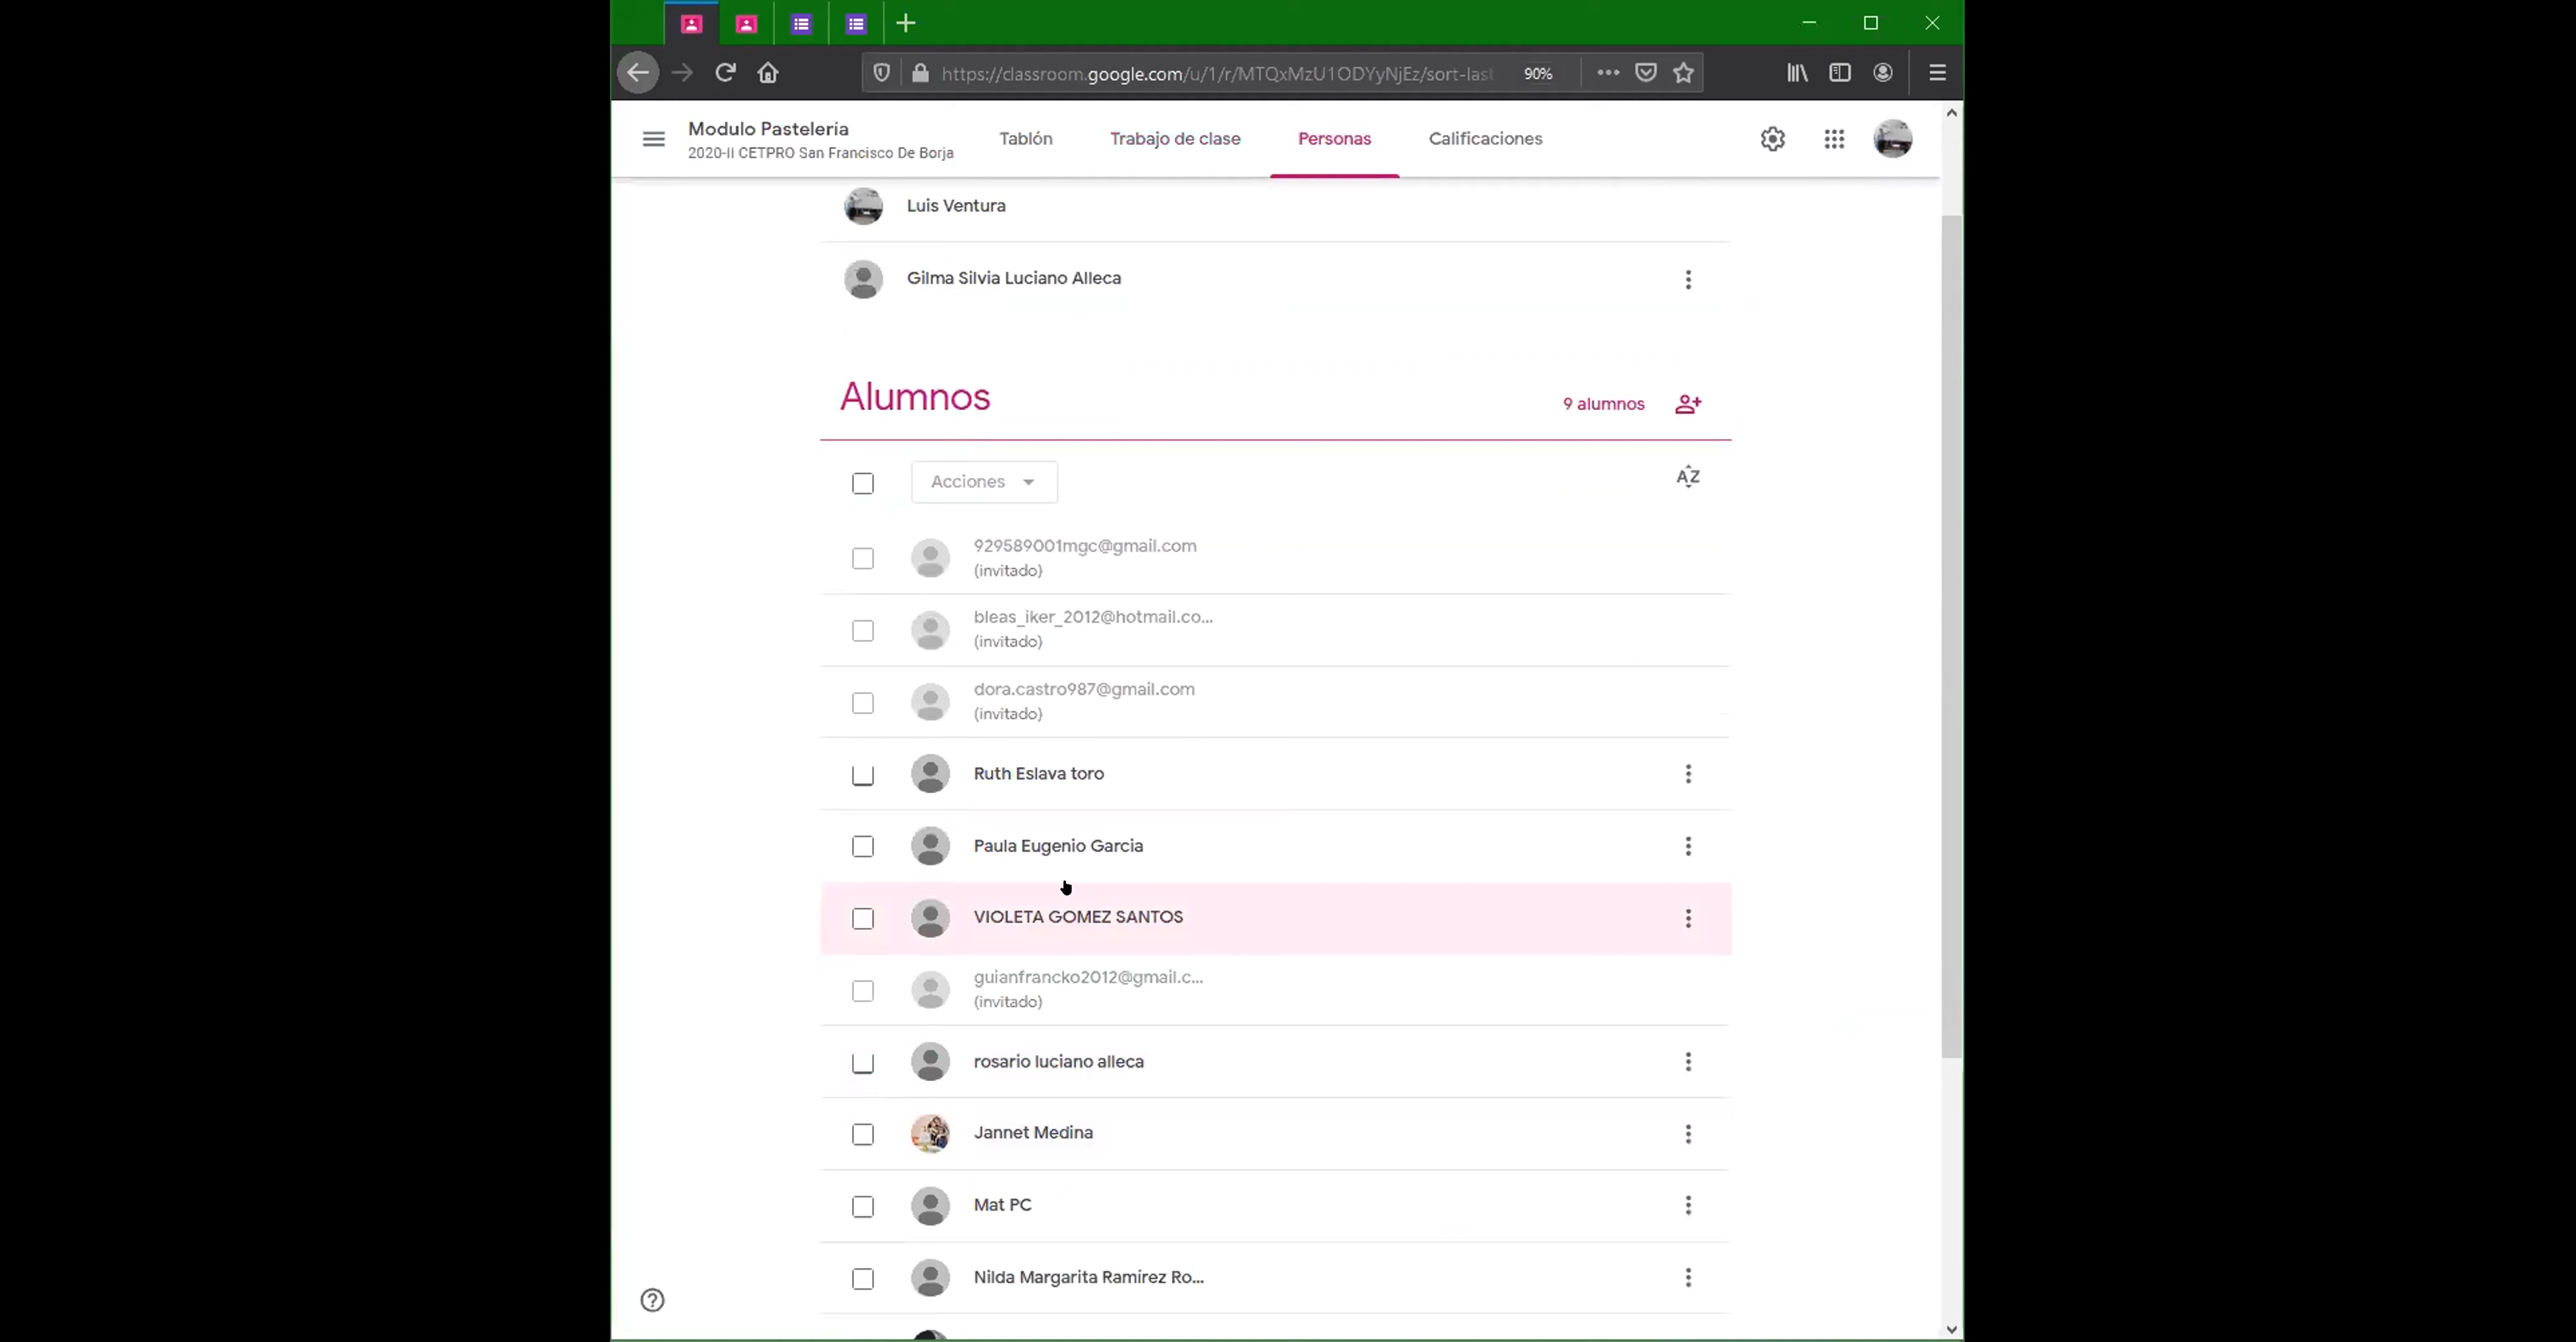 https://classroom.google.com/u/1/r/MTQxMzU1ODYyNjEz/sort-last
90%
Modulo Pastelería
2020-II CETPRO San Francisco De Borja
Tablón
Trabajo de clase
Personas
Calificaciones
Luis Ventura
Gilma Silvia Luciano Alleca
Alumnos
9 alumnos
Acciones
AZ
929589001mgc@gmail.com
(invitado)
bleas_iker_2012@hotmail.co...
(invitado)
dora.castro987@gmail.com
(invitado)
Ruth Eslava toro
Paula Eugenio Garcia
VIOLETA GOMEZ SANTOS
guianfrancko2012@gmail.c...
(invitado)
rosario luciano alleca
Jannet Medina
Mat PC
Nilda Margarita Ramírez Ro...